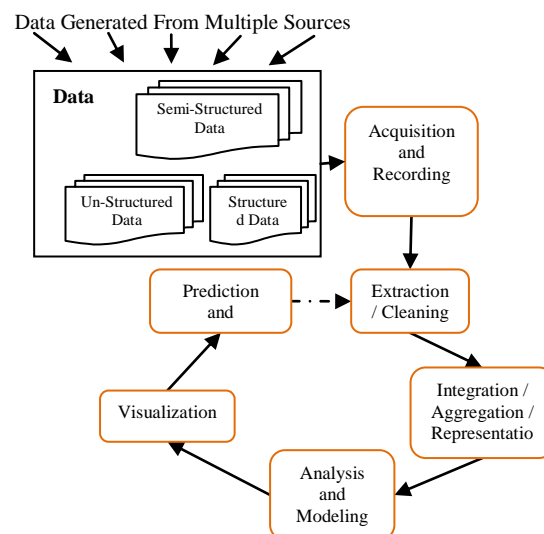 Data Generated From Multiple Sources
Data
Semi-Structured
Data
Un-Structured
Data
Structure
d Data
Acquisition
and
Recording
Prediction
and
Extraction
/ Cleaning
Visualization
Integration /
Aggregation /
Representatio
Analysis
and
Modeling